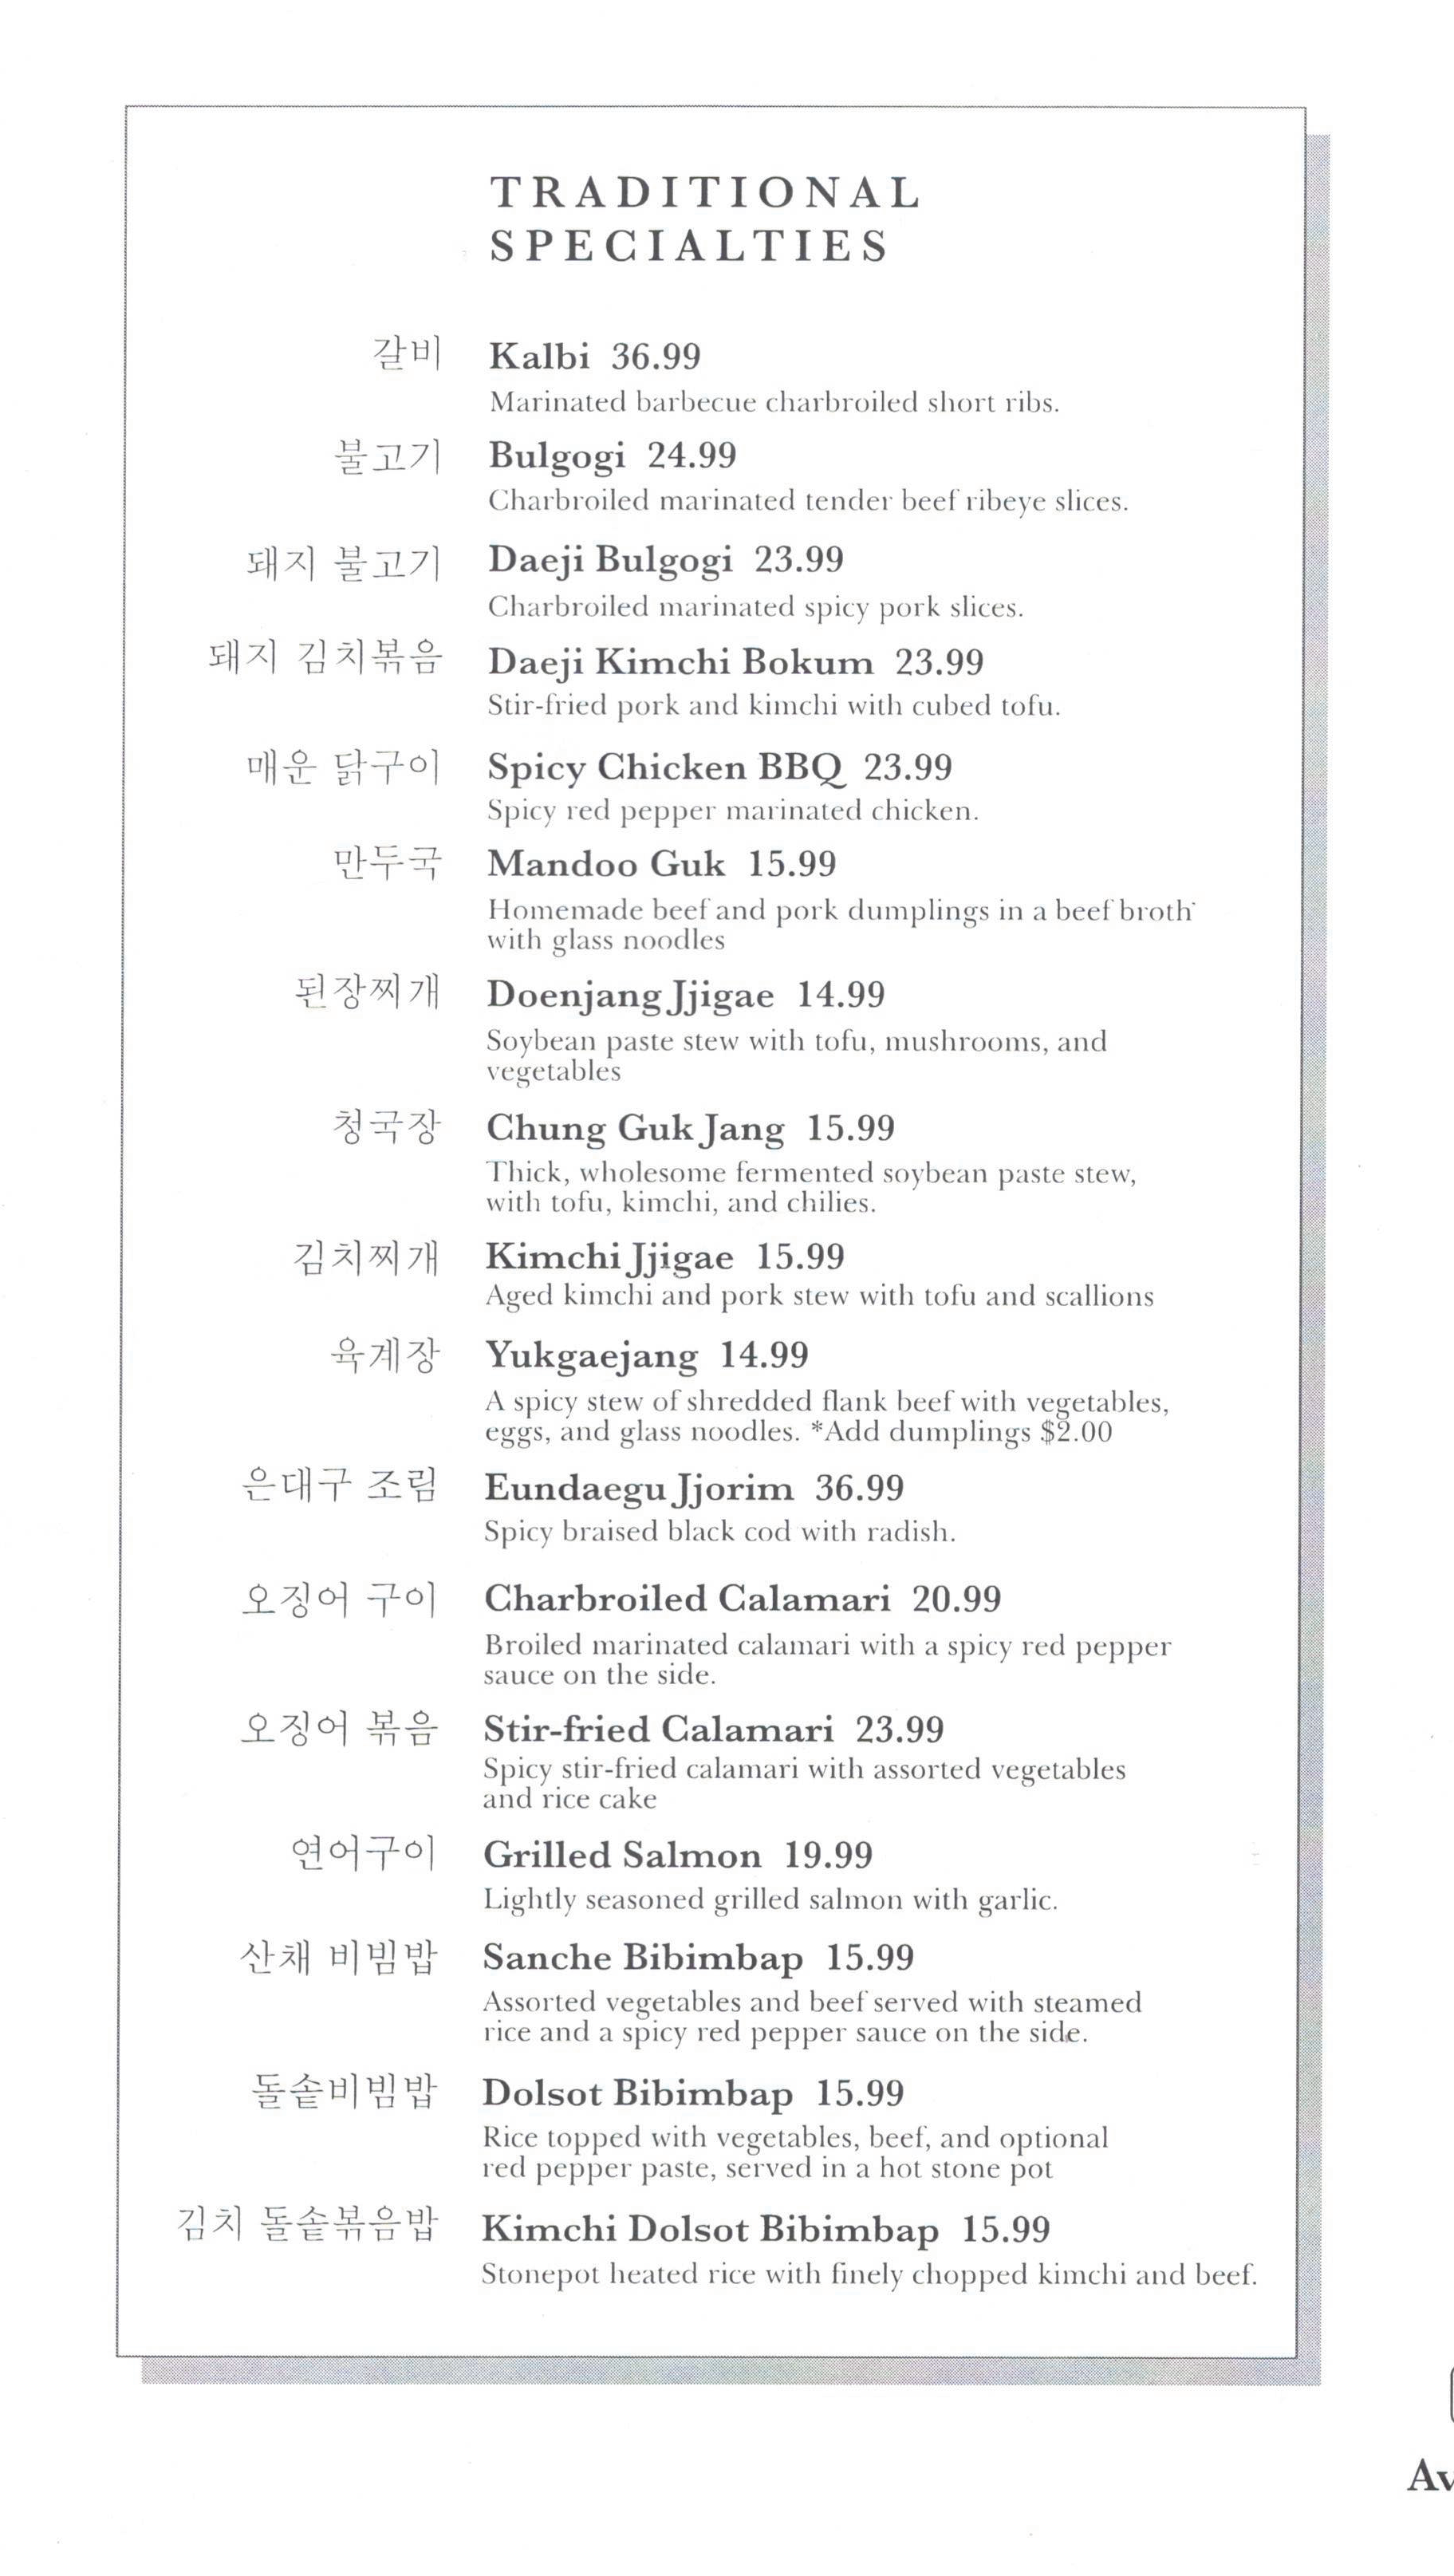 TRADITIONAL
SPECIALTIES
갈비 Kalbi 36.99
Marinated barbecue charbroiled short ribs.
불고기 Bulgogi 24.99
Charbroiled marinated tender beef ribeye slices.
돼지 불고기 Daeji Bulgogi 23.99
Charbroiled marinated spicy pork slices.
돼지 김치볶음 Daeji Kimchi Bokum 23.99
Stir-fried pork and kimchi with cubed tofu.
매운 닭구이 Spicy Chicken BBQ 23.99
Spicy red pepper marinated chicken.
만두국 Mandoo Guk 15.99
Homemade beef and pork dumplings in a beef broth
with glass noodles
된장찌개 Doenjang Jjigae 14.99
Soybean paste stew with tofu, mushrooms, and
vegetables
청국장 Chung Guk Jang 15.99
Thick, wholesome fermented soybean paste stew,
with tofu, kimchi, and chilies.
김치찌개 Kimchi Jjigae 15.99
Aged kimchi and pork stew with tofu and scallions
육계장 Yukgaejang 14.99
A spicy stew of shredded flank beef with vegetables,
eggs, and glass noodles. *Add dumplings $2.00
은대구 조림 Eundaegu Jjorim 36.99
Spicy braised black cod with radish.
오징어 구이 Charbroiled Calamari 20.99
Broiled marinated calamari with a spicy red pepper
sauce on the side.
오징어 볶음 Stir-fried Calamari 23.99
Spicy stir-fried calamari with assorted vegetables
and rice cake
연어구이 Grilled Salmon 19.99
Lightly seasoned grilled salmon with garlic.
산채 비빔밥 Sanche Bibimbap 15.99
Assorted vegetables and beef served with steamed
rice and a spicy red pepper sauce on the side.
돌솥비빔밥 Dolsot Bibimbap 15.99
Rice topped with vegetables, beef, and optional
red pepper paste, served in a hot stone pot
김치 돌솥볶음밥 Kimchi Dolsot Bibimbap 15.99
Stonepot heated rice with finely chopped kimchi and beef.